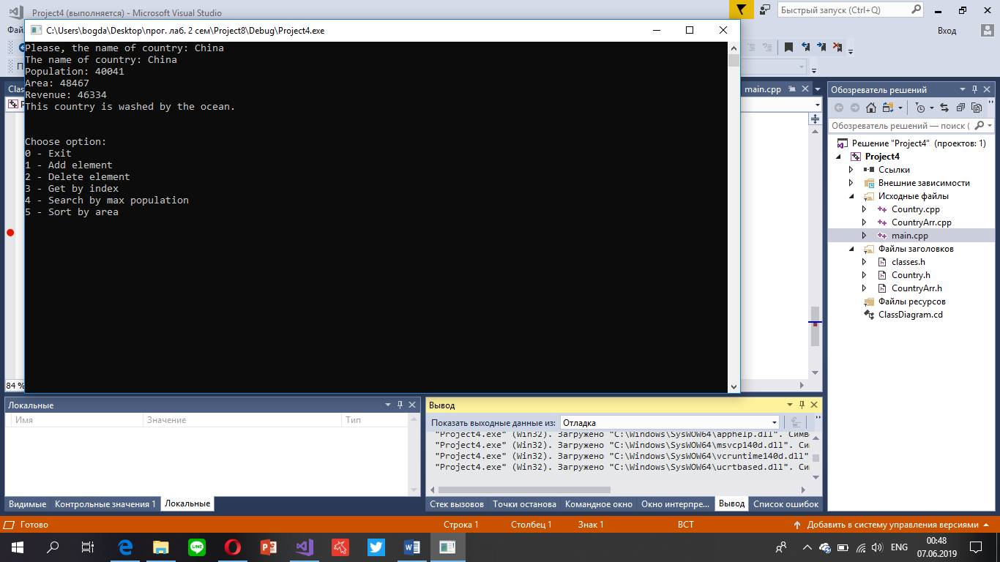 Project4 (выполняется) - Microsoft Visual Studio
Быстрый запуск (Ctrl+Q)
Вход
C:\Users\bogda\Desktop\прог. лаб. 2 сем\Project8\Debug\Project4.exe
Please, the name of country: China
The name of country: China
Population: 40041
Area: 48467
Revenue: 46334
This country is washed by the ocean.
Choose option:
0 - Exit
1 - Add element
2 - Delete element
3 - Get by index
4 - Search by max population
5 - Sort by area
main.cpp
84 %
Обозреватель решений
Обозреватель решений — поиск (
Решение "Project4" (проектов: 1)
Project4
Ссылки
Внешние зависимости
Исходные файлы
Country.cpp
CountryArr.cpp
main.cpp
Файлы заголовков
classes.h
Country.h
CountryArr.h
Файлы ресурсов
ClassDiagram.cd
Локальные
Имя Значение Тип
Видимые Контрольные значения 1 Локальные
Вывод
Показать выходные данные из: Отладка
"Project4.exe" (Win32). Загружено "C:\Windows\SysWOW64\apphelp.dll". Симв
"Project4.exe" (Win32). Загружено "C:\Windows\SysWOW64\msvcp140d.dll". Си
"Project4.exe" (Win32). Загружено "C:\Windows\SysWOW64\vcruntime140d.dll"
"Project4.exe" (Win32). Загружено "C:\Windows\SysWOW64\ucrtbased.dll". Си
Стек вызовов Точки останова Командное окно Окно интерпре... Вывод Список ошибок
Готово Строка 1 Столбец 1 Знак 1 ВСТ Добавить в систему управления версиями
LINE
ENG
00:48
07.06.2019